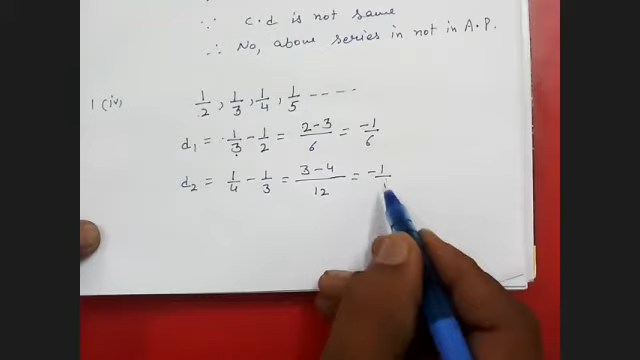 ∵ C.d is not same
∴ No, above series in not in A.P.
1 (iv) 1/2, 1/3, 1/4, 1/5 ----
d₁ = 1/3 - 1/2 = 2-3/6 = -1/6
d₂ = 1/4 - 1/3 = 3-4/12 = -1/1